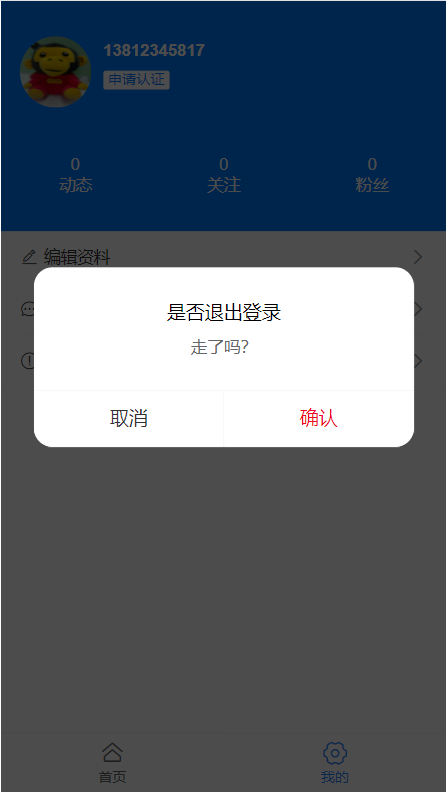 13812345817
申请认证
0 0 0
动态 关注 粉丝
编辑资料
是否退出登录
走了吗?
取消 确认
首页 我的